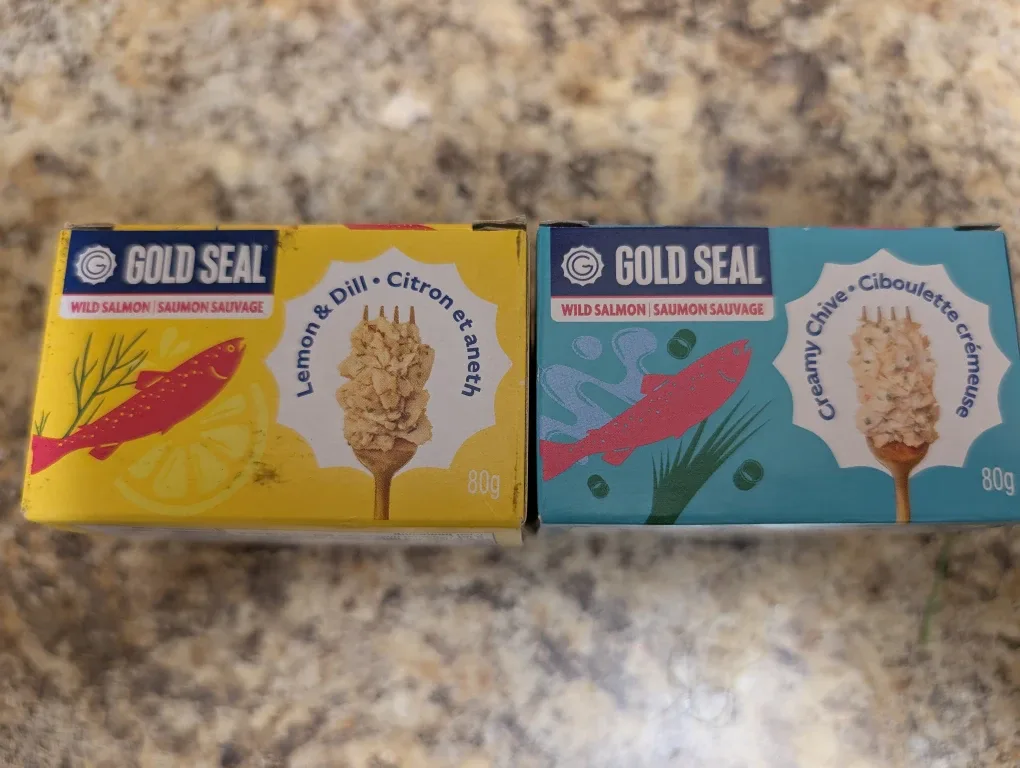 GOLD SEAL
WILD SALMON | SAUMON SAUVAGE
Lemon & Dill • Citron et aneth
80g
GOLD SEAL
WILD SALMON | SAUMON SAUVAGE
Creamy Chive • Ciboulette crémeuse
80g